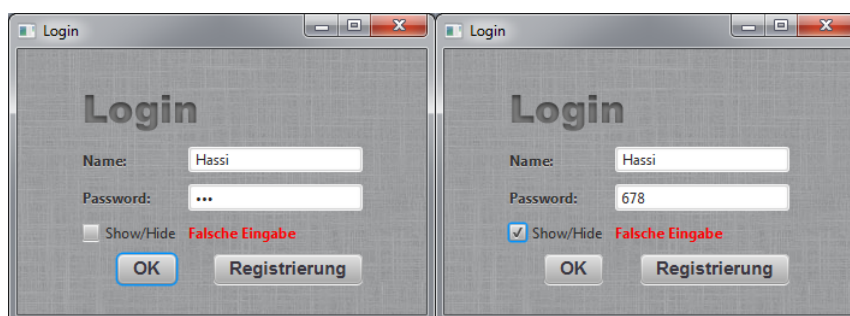 Login
Login
Name: Hassi
Password: •••
Show/Hide Falsche Eingabe
OK Registrierung
Login
Login
Name: Hassi
Password: 678
Show/Hide Falsche Eingabe
OK Registrierung